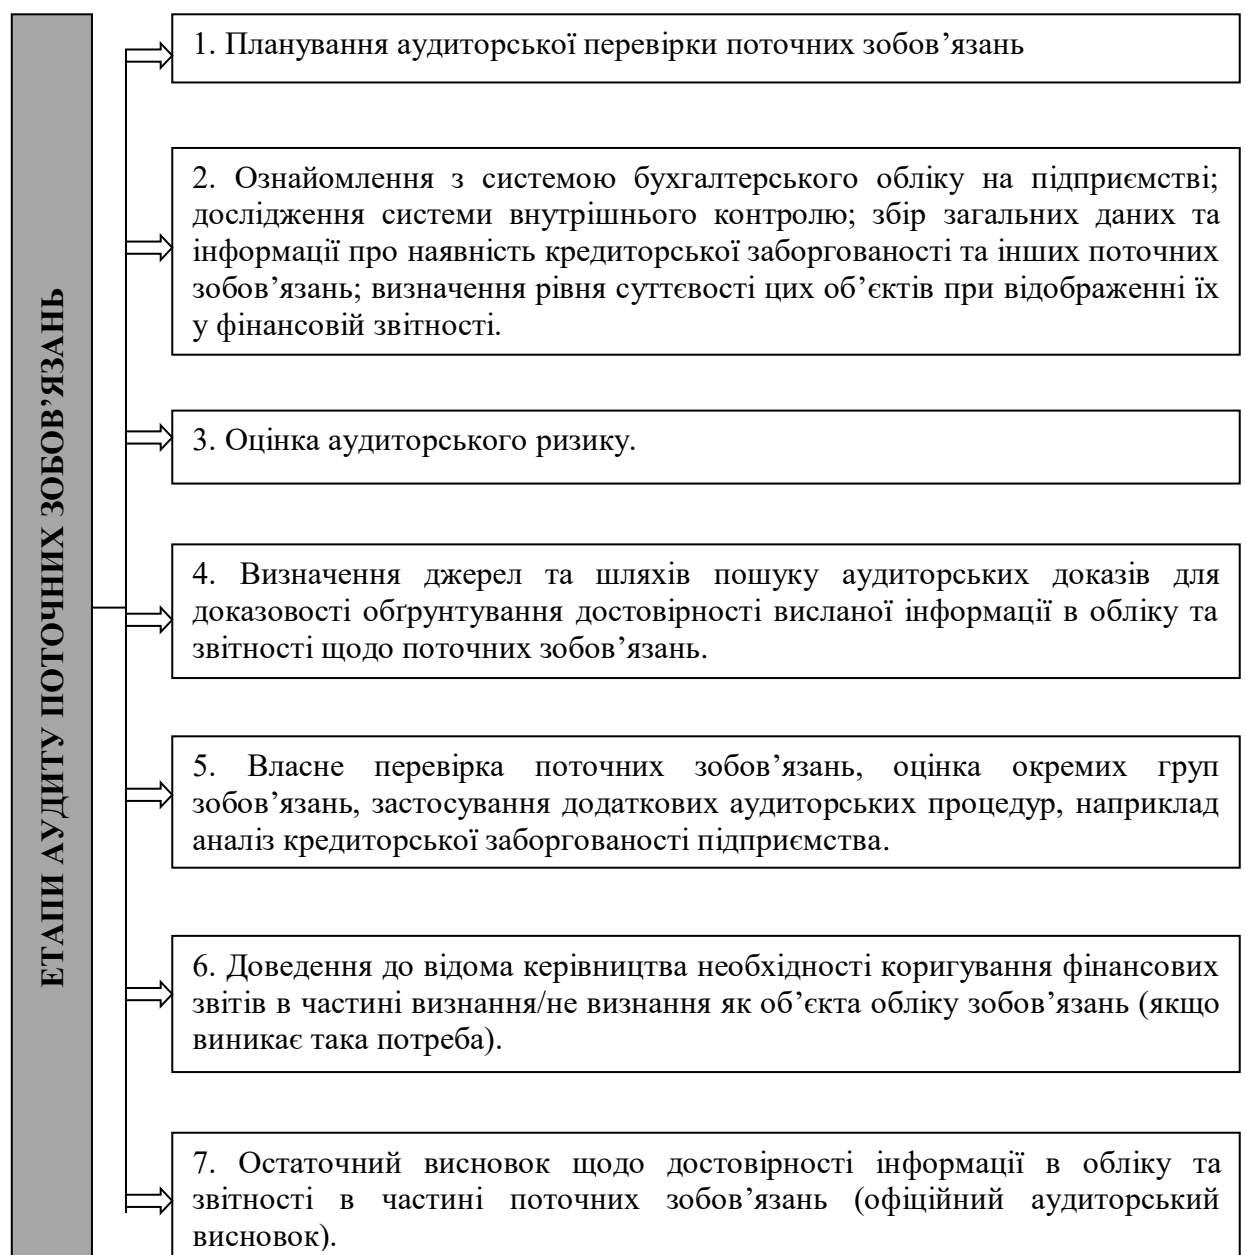 ЕТАПИ АУДИТУ ПОТОЧНИХ ЗОБОВ’ЯЗАНЬ
1. Планування аудиторської перевірки поточних зобов’язань
2. Ознайомлення з системою бухгалтерського обліку на підприємстві;
дослідження системи внутрішнього контролю; збір загальних даних та
інформації про наявність кредиторської заборгованості та інших поточних
зобов’язань; визначення рівня суттєвості цих об’єктів при відображенні їх
у фінансовій звітності.
3. Оцінка аудиторського ризику.
4. Визначення джерел та шляхів пошуку аудиторських доказів для
доказовості обґрунтування достовірності висланої інформації в обліку та
звітності щодо поточних зобов’язань.
5. Власне перевірка поточних зобов’язань, оцінка окремих груп
зобов’язань, застосування додаткових аудиторських процедур, наприклад
аналіз кредиторської заборгованості підприємства.
6. Доведення до відома керівництва необхідності коригування фінансових
звітів в частині визнання/не визнання як об’єкта обліку зобов’язань (якщо
виникає така потреба).
7. Остаточний висновок щодо достовірності інформації в обліку та
звітності в частині поточних зобов’язань (офіційний аудиторський
висновок).